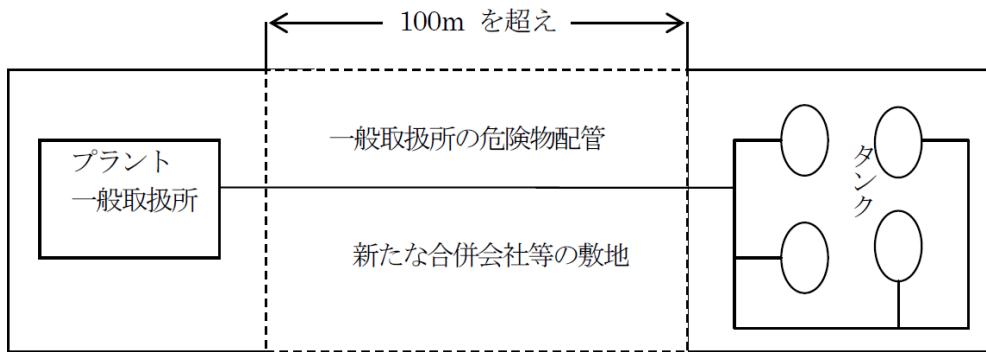 100m を超え
一般取扱所の危険物配管
プラント
一般取扱所
タンク
新たな合併会社等の敷地